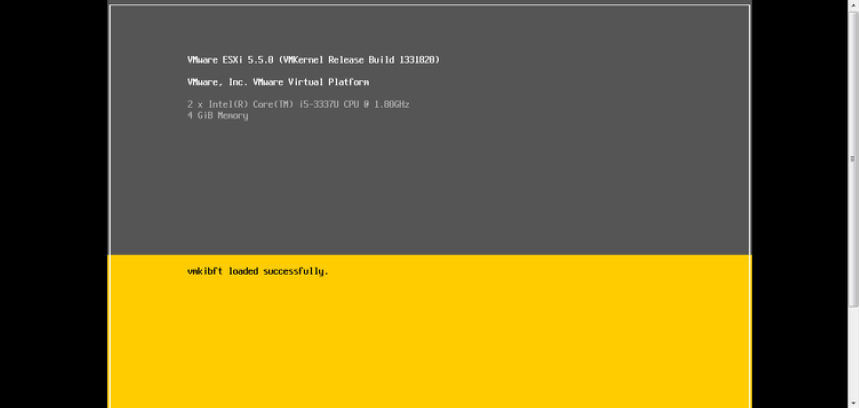 VMware ESXi 5.5.0 (VMKernel Release Build 1331820)
VMware, Inc. VMware Virtual Platform
2 x Intel(R) Core(TM) i5-3337U CPU @ 1.80GHz
4 GiB Memory
vmkibft loaded successfully.